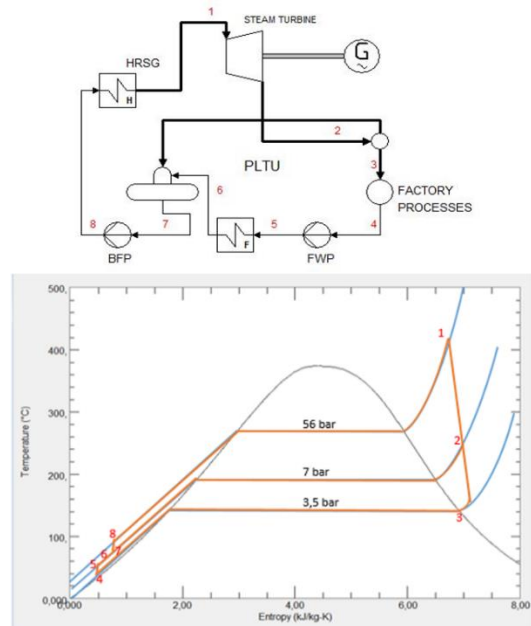 STEAM TURBINE
1
HRSG
H
G
~
2
PLTU
3
FACTORY
PROCESSES
6
8
7
5
4
BFP
F
FWP
500,
400,
300,
200,
100,
0,000
Temperature (°C)
1
56 bar
2
7 bar
3,5 bar
3
8
6
7
5
4
0,000
2,00
4,00
6,00
8,00
Entropy (kJ/kg-K)